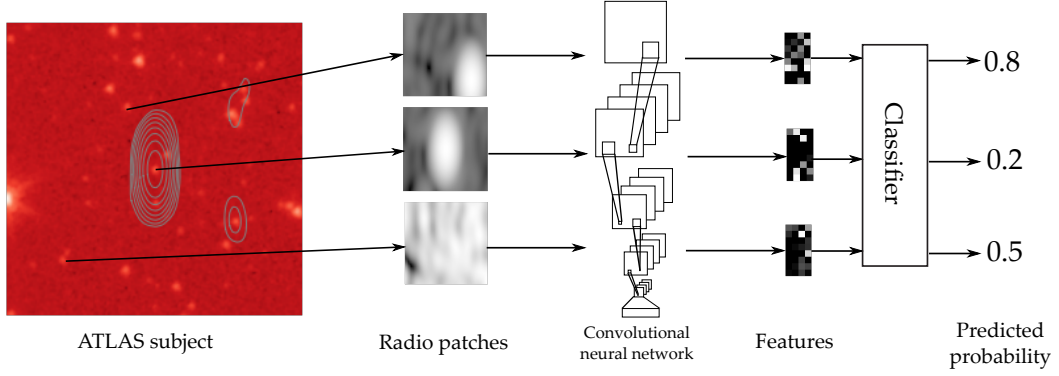 0.8
0.2
0.5
Classifier
ATLAS subject
Radio patches
Convolutional
neural network
Features
Predicted
probability